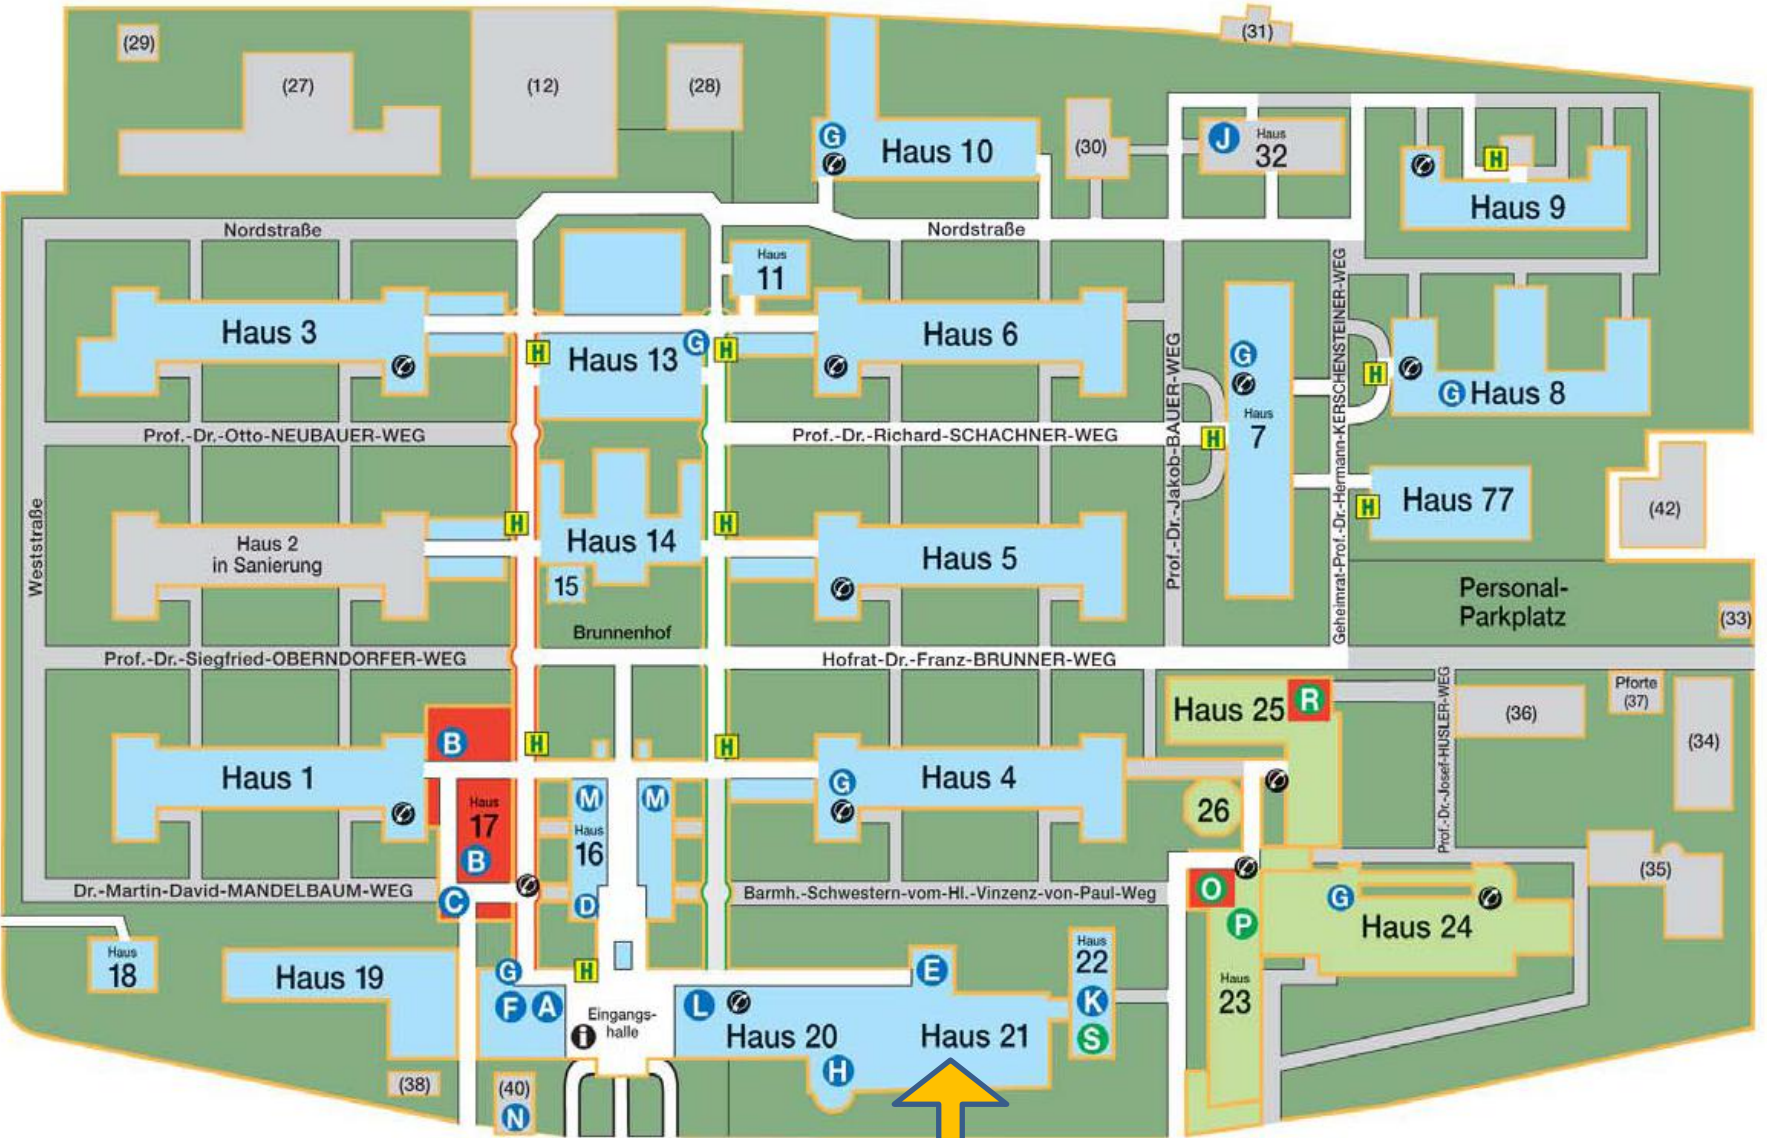 (29)
(27)
(12)
(28)
(31)
G
Haus 10
(30)
J
Haus
32
H
Haus 9
Nordstraße
Nordstraße
Haus
11
Haus 3
H
Haus 13
G
H
Haus 6
G
Haus
7
H
G
Haus 8
Prof.-Dr.-Otto-NEUBAUER-WEG
Prof.-Dr.-Richard-SCHACHNER-WEG
H
Prof.-Dr.-Jakob-BAUER-WEG
Geheimrat-Prof.-Dr.-Hermann-KERSCHENSTEINER-WEG
Weststraße
Haus 2
in Sanierung
H
Haus 14
15
H
Haus 5
H
Haus 77
(42)
Brunnenhof
Personal-
Parkplatz
(33)
Prof.-Dr.-Siegfried-OBERNDORFER-WEG
Hofrat-Dr.-Franz-BRUNNER-WEG
Haus 25
R
Prof.-Dr.-Josef-HUSLER-WEG
(36)
Pforte
(37)
(34)
B
H
H
Haus 1
Haus
17
B
M
M
Haus
16
D
G
Haus 4
26
Dr.-Martin-David-MANDELBAUM-WEG
C
Barmh.-Schwestern-vom-Hl.-Vinzenz-von-Paul-Weg
O
P
G
Haus 24
(35)
Haus
18
Haus 19
G
F
A
H
Eingangs-
halle
i
L
Haus 20
H
E
Haus 21
Haus
22
K
S
Haus
23
(38)
(40)
N